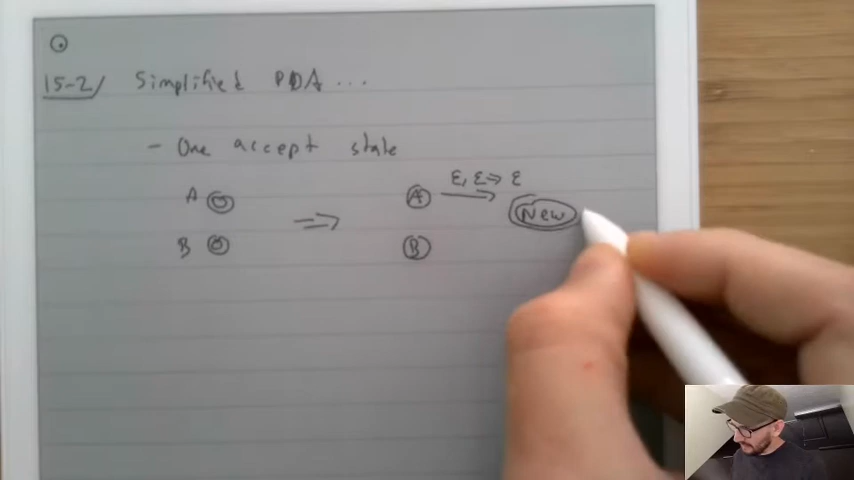 15-2/ Simplified PDA...
- One accept state
A
ε, ε → ε
A
New
B
⇒
B